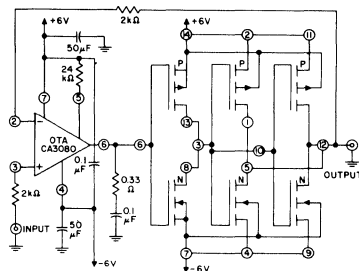 +6V
2kΩ
+6V
50μF
24 kΩ
14
2
11
P
P
P
7
5
13
1
2
−
OTA
CA3080
6
6
3
10
12
12
3
+
0.1 μF
8
5
OUTPUT
4
0.33 Ω
N
N
N
2kΩ
50 μF
0.1 μF
INPUT
7
4
9
−6V
−6V